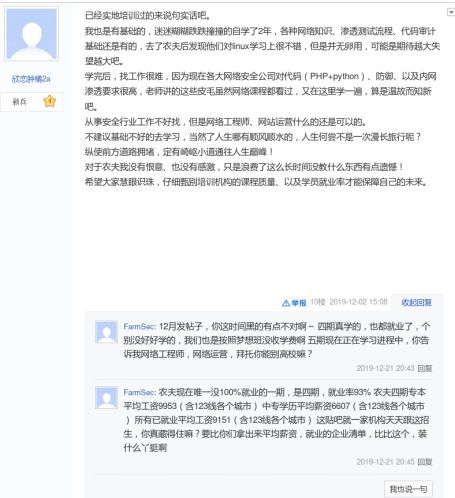 已经实地培训过的来说句实话吧。
我也是有基础的，迷迷糊糊跌跌撞撞的自学了2年，各种网络知识、渗透测试流程、代码审计
基础还是有的，去了农夫后发现他们对linux学习上很不错，但是并无卵用，可能是期待越大失
望越大吧。
学完后，找工作很难，因为现在各大网络安全公司对代码（PHP+python）、防御、以及内网
渗透要求很高，老师讲的这些皮毛虽然网络课程都看过，又在这里学一遍，算是温故而知新
吧。
从事安全行业工作不好找，但是网络工程师、网站运营什么的还是可以的。
不建议基础不好的去学习，当然了人生哪有顺风顺水的，人生何尝不是一次漫长旅行呢？
纵使前方道路拥堵，定有崎岖小道通往人生巅峰！
对于农夫我没有恨意、也没有感激，只是浪费了这么长时间没教什么东西有点遗憾！
希望大家慧眼识珠，仔细甄别培训机构的课程质量、以及学员就业率才能保障自己的未来。
欣恋肿橘2a
新兵
1
举报 10楼 2019-12-02 15:08 收起回复
FarmSec: 12月发帖子，你这时间黑的有点不对啊～ 四期真学的，也都就业了，个
别没好好学的，我们也是按照梦想班没收学费啊 五期现在正在学习进程中，你告
诉我网络工程师，网络运营，拜托你能别高校嘛？
2019-12-21 20:43 回复
FarmSec: 农夫现在唯一没100%就业的一期，是四期，就业率93% 农夫四期专本
平均工资9953（含123线各个城市） 中专学历平均薪资6607（含123线各个城市
） 所有已就业平均工资9151（含123线各个城市） 这贴吧就一家机构天天跟这招
生，你真藏得住嘛？要比你们拿出来平均薪资，就业的企业清单，比比这个，装
什么丫挺啊
2019-12-21 20:45 回复
我也说一句